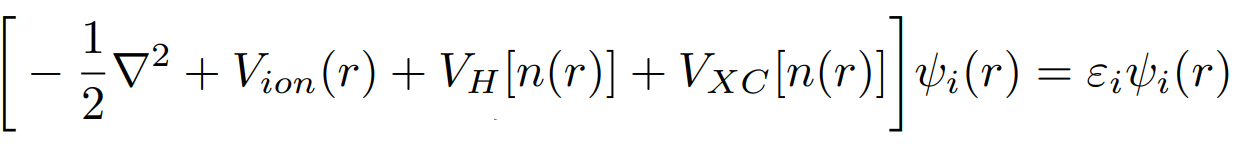 [ - 1/2 ∇² + V_ion(r) + V_H[n(r)] + V_XC[n(r)] ] ψ_i(r) = ε_i ψ_i(r)